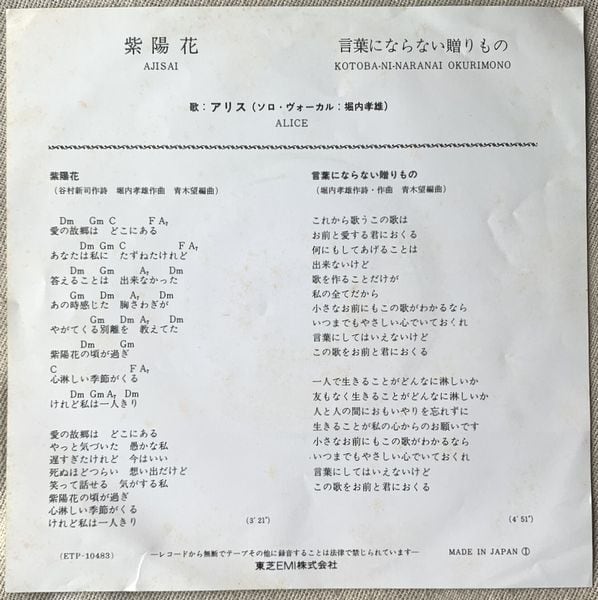 紫陽花
AJISAI
言葉にならない贈りもの
KOTOBA-NI-NARANAI OKURIMONO
歌：アリス（ソロ・ヴォーカル：堀内孝雄）
ALICE
紫陽花
（谷村新司作詩　堀内孝雄作曲　青木望編曲）
Dm Gm C F A7
愛の故郷は　どこにある
Dm Gm C F A7
あなたは私に　たずねたけれど
Dm Gm A7 Dm
答えることは　出来なかった
Gm Dm A7 Dm
あの時感じた　胸さわぎが
Gm Dm A7 Dm
やがてくる別離を　教えてた
Dm Gm
紫陽花の頃が過ぎ
C F A7
心淋しい季節がくる
Dm Gm A7 Dm
けれど私は一人きり
愛の故郷は　どこにある
やっと気づいた　愚かな私
遅すぎたけれど　今はいい
死ぬほどつらい　想い出だけど
笑って話せる　気がする私
紫陽花の頃が過ぎ
心淋しい季節がくる
けれど私は一人きり
(3′21″)
言葉にならない贈りもの
（堀内孝雄作詩・作曲　青木望編曲）
これから歌うこの歌は
お前と愛する君におくる
何にもしてあげることは
出来ないけど
歌を作ることだけが
私の全てだから
小さなお前にもこの歌がわかるなら
いつまでもやさしい心でいておくれ
言葉にしてはいえないけど
この歌をお前と君におくる
一人で生きることがどんなに淋しいか
友もなく生きることがどんなに淋しいか
人と人の間におもいやりを忘れずに
生きることが私の心からのお願いです
小さなお前にもこの歌がわかるなら
いつまでもやさしい心でいておくれ
言葉にしてはいえないけど
この歌をお前と君におくる
(4′51″)
(ETP-10483)
―レコードから無断でテープその他に録音することは法律で禁じられています―
MADE IN JAPAN Ⓘ
東芝EMI株式会社